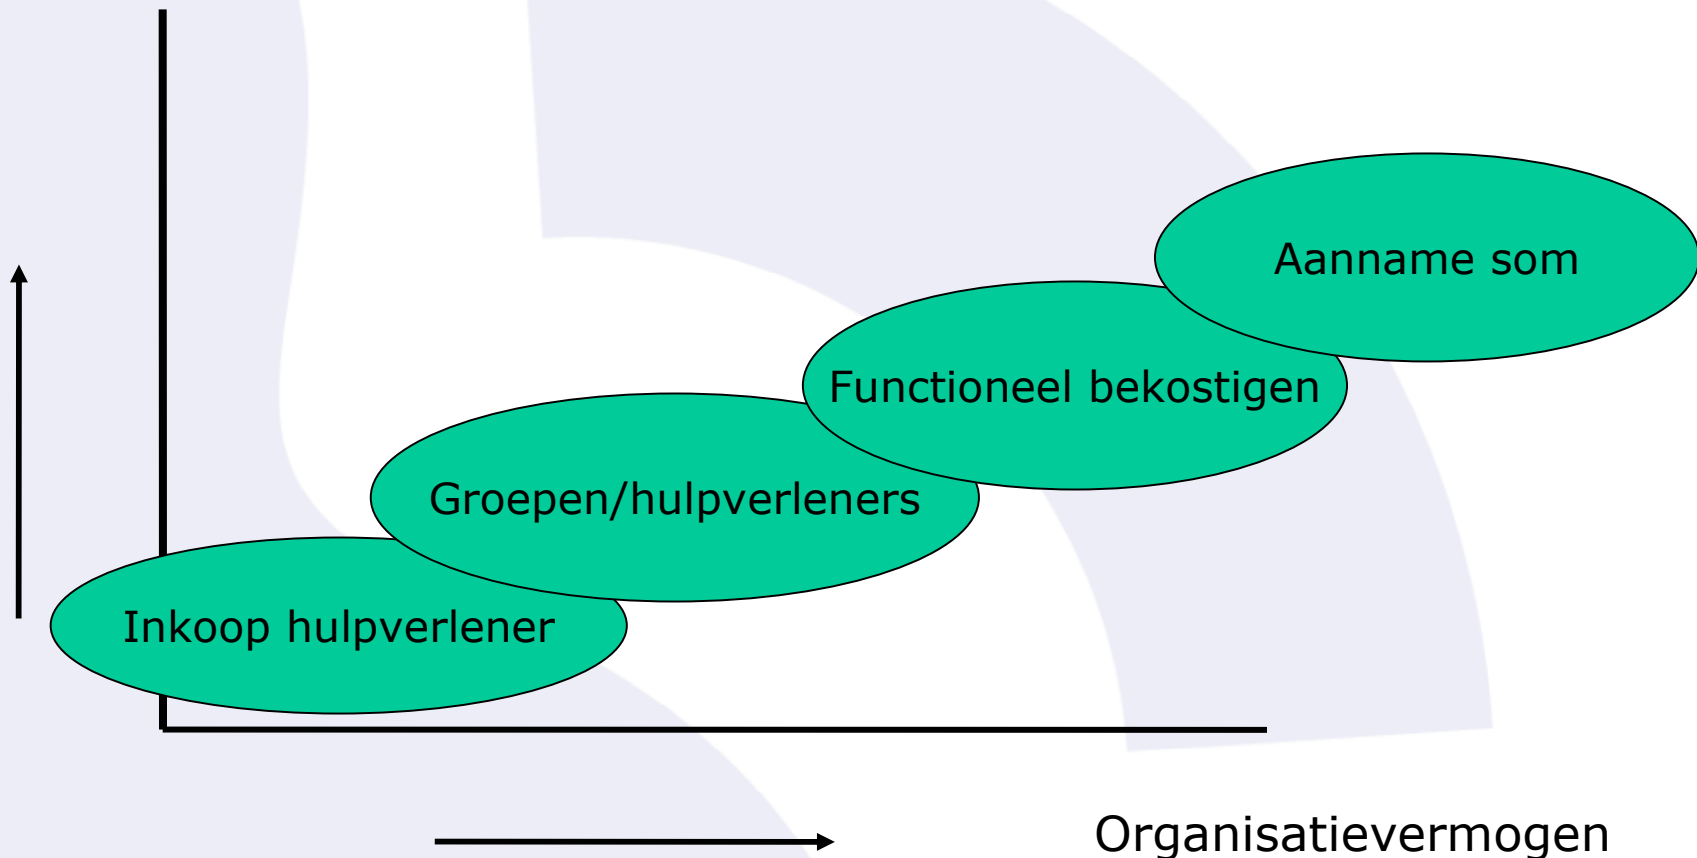 Aanname som
Functioneel bekostigen
Groepen/hulpverleners
Inkoop hulpverlener
Organisatievermogen